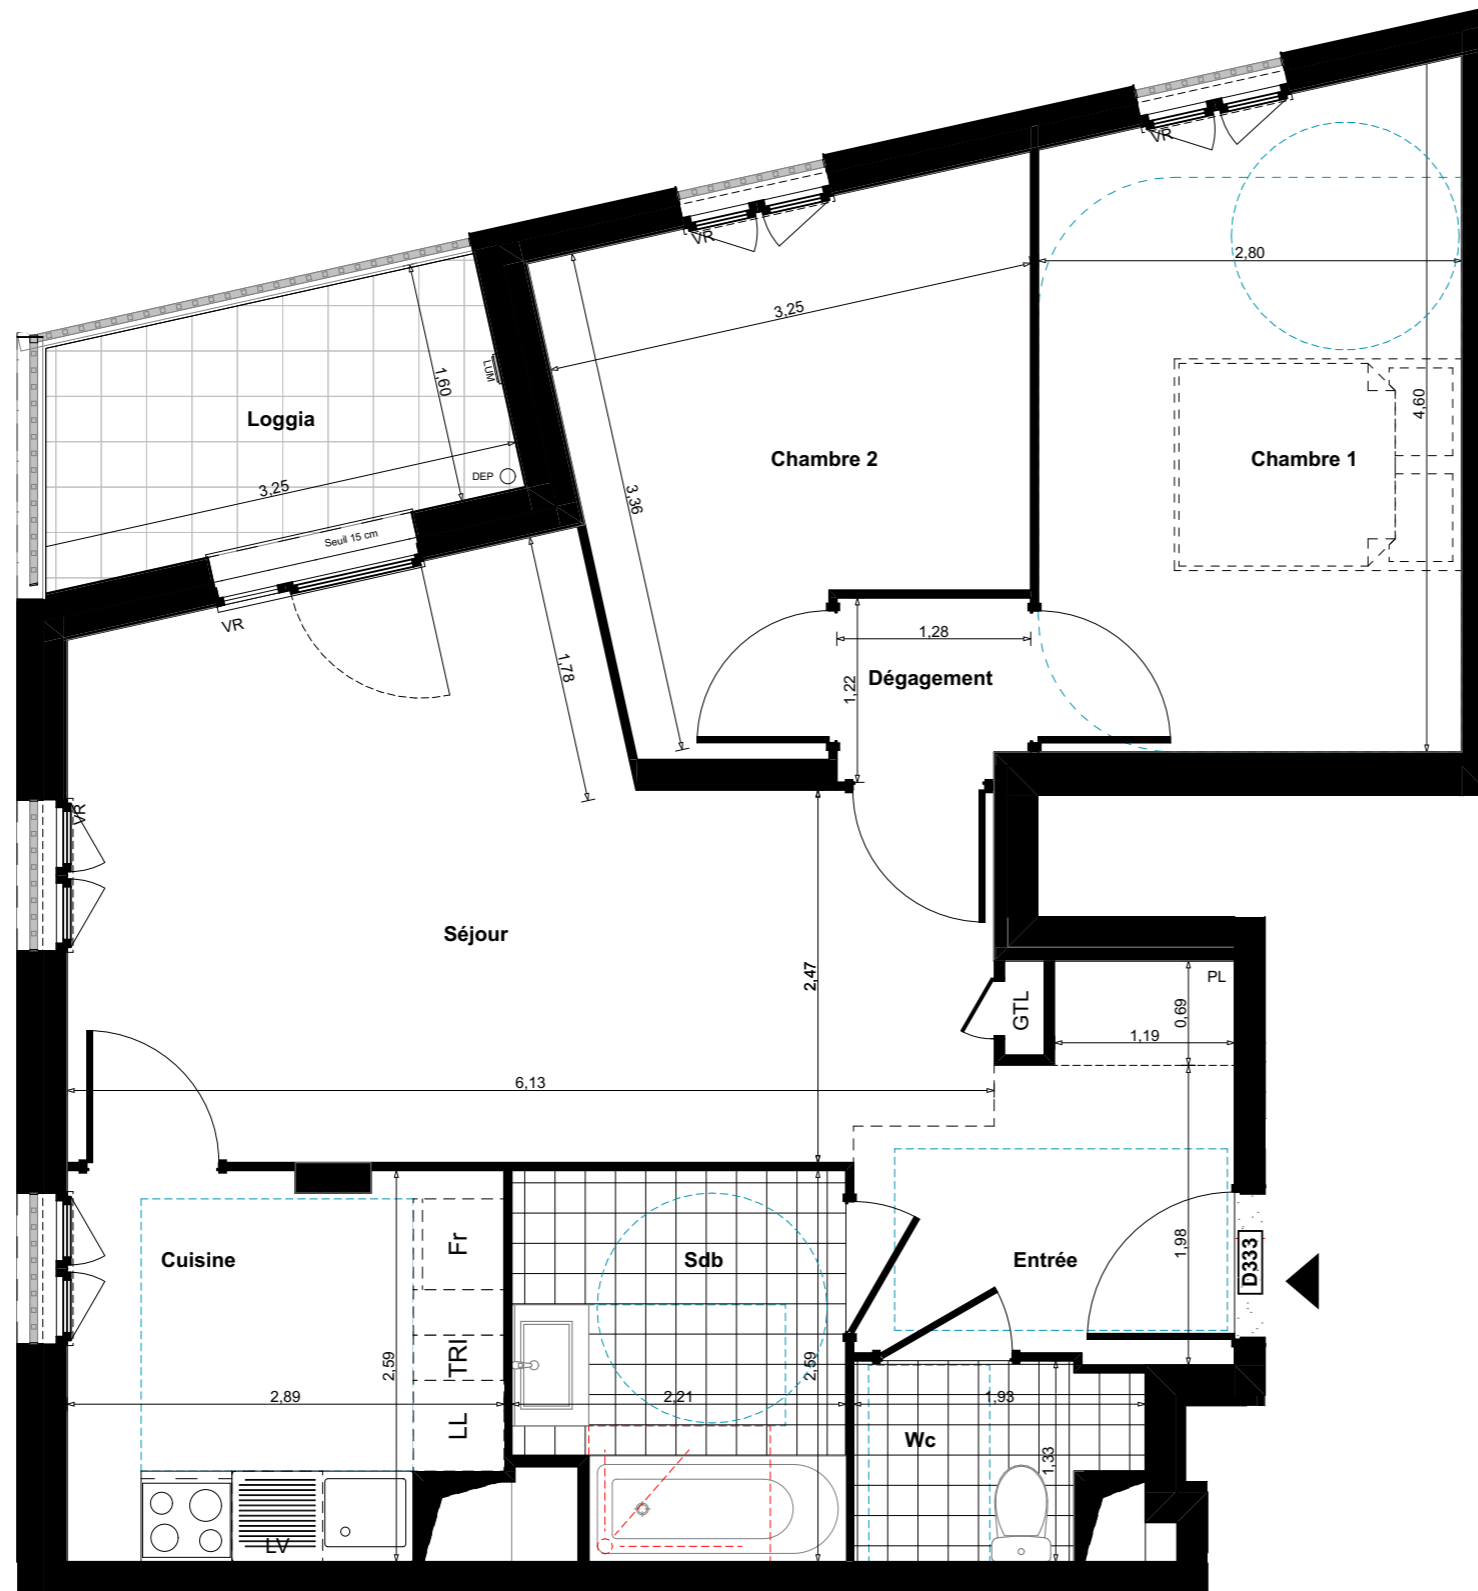 VR
VR
2,80
3,25
LUM
1,60
4,60
Loggia
Chambre 2
Chambre 1
DEP
3,25
3,36
Seuil 15 cm
VR
1,28
1,78
Dégagement
1,22
VR
Séjour
2,47
PL
GTL
0,69
1,19
6,13
Fr
1,98
D333
Cuisine
Sdb
Entrée
TRI
2,59
2,59
2,89
2,21
1,93
LL
Wc
1,33
LV